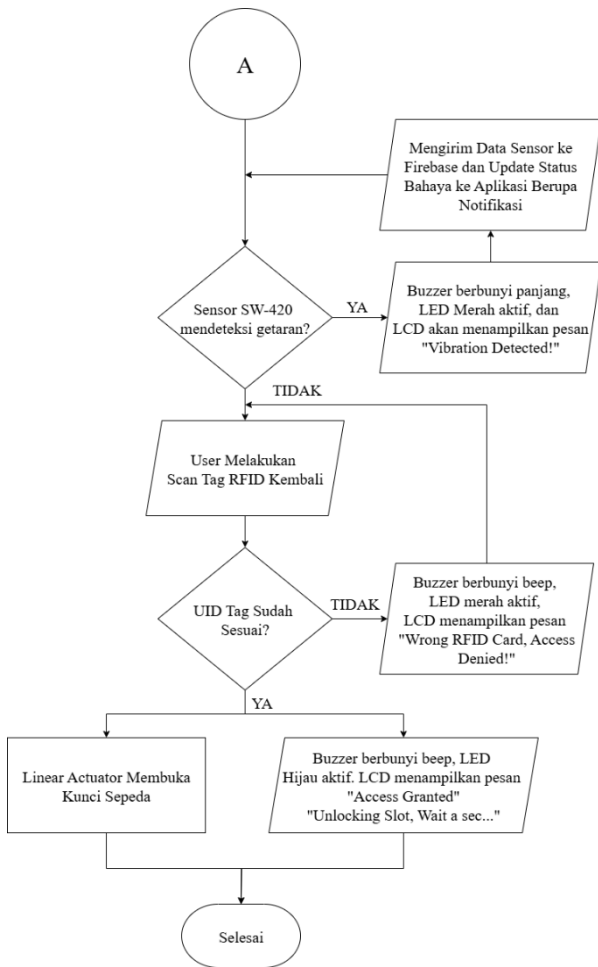 A
Mengirim Data Sensor ke
Firebase dan Update Status
Bahaya ke Aplikasi Berupa
Notifikasi
Sensor SW-420
mendeteksi getaran?
YA
Buzzer berbunyi panjang,
LED Merah aktif, dan
LCD akan menampilkan pesan
"Vibration Detected!"
TIDAK
User Melakukan
Scan Tag RFID Kembali
UID Tag Sudah
Sesuai?
TIDAK
Buzzer berbunyi beep,
LED merah aktif,
LCD menampilkan pesan
"Wrong RFID Card, Access
Denied!"
YA
Linear Actuator Membuka
Kunci Sepeda
Buzzer berbunyi beep, LED
Hijau aktif. LCD menampilkan pesan
"Access Granted"
"Unlocking Slot, Wait a sec..."
Selesai